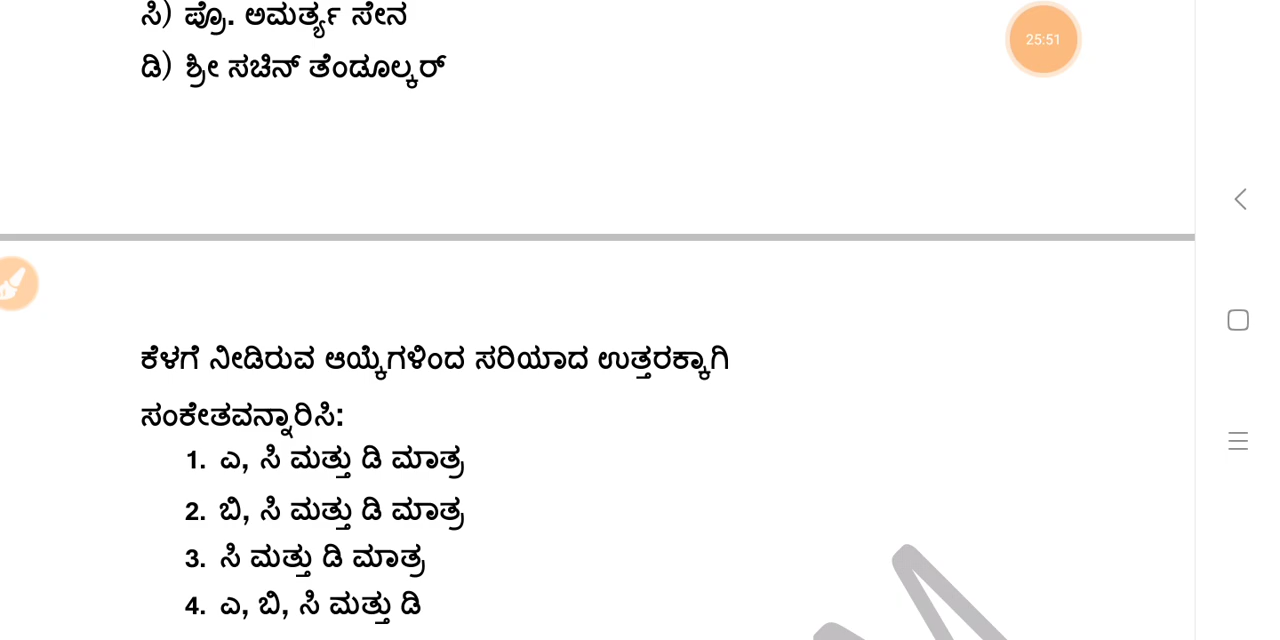 ಸಿ) ಪ್ರೊ. ಅಮರ್ತ್ಯ ಸೇನ
ಡಿ) ಶ್ರೀ ಸಚಿನ್ ತೆಂಡೂಲ್ಕರ್
25:51
ಕೆಳಗೆ ನೀಡಿರುವ ಆಯ್ಕೆಗಳಿಂದ ಸರಿಯಾದ ಉತ್ತರಕ್ಕಾಗಿ
ಸಂಕೇತವನ್ನಾರಿಸಿ:
1. ಎ, ಸಿ ಮತ್ತು ಡಿ ಮಾತ್ರ
2. ಬಿ, ಸಿ ಮತ್ತು ಡಿ ಮಾತ್ರ
3. ಸಿ ಮತ್ತು ಡಿ ಮಾತ್ರ
4. ಎ, ಬಿ, ಸಿ ಮತ್ತು ಡಿ